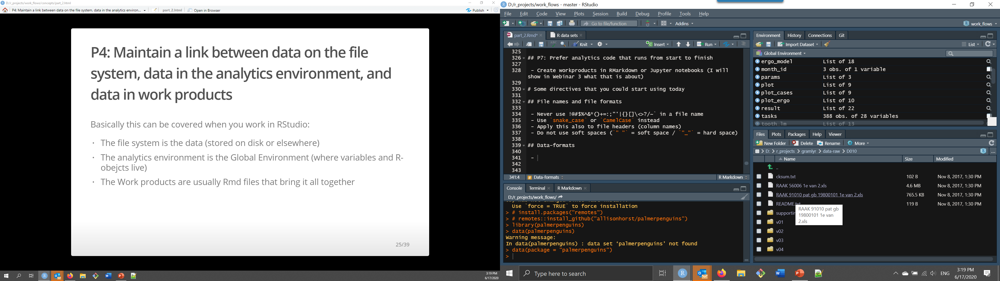 D:/r_projects/work_flows/concepts/part_2.html
P4: Maintain a link between data on the file system, data in the analytics environ...
part_2.html
Open in Browser
Publish
P4: Maintain a link between data on the file
system, data in the analytics environment, and
data in work products
Basically this can be covered when you work in RStudio:
· The file system is the data (stored on disk or elsewhere)
· The analytics environment is the Global Environment (where variables and R-
obejcts live)
· The Work products are usually Rmd files that bring it all together
25/39
3:19 PM
6/17/2020
D:/r_projects/work_flows - master - RStudio
File Edit Code View Plots Session Build Debug Profile Tools Help
Go to file/function
Addins
work_flows
part_2.Rmd*
R data sets
ABC
Knit
Insert
Run
325
326 ## P7: Prefer analytics code that runs from start to finish
327
328 - Create workproducts in RMarkdown or Jupyter notebooks (I will
show in Webinar 3 what that is about)
329
330 # Some directives that you could start using today
331
332 ## File names and file formats
333
334 - Never use !@#$%^&*()+=:;"'|{}[]\<>?/~` in a file name
335 - Use `snake_case` or `CamelCase` instead
336 - Apply this also to file headers (column names)
337 - Do not use soft spaces (`" "` = soft space / `"_"` = hard space)
338
339 ## Data-formats
340
341 -
342
343
341:4
# Data-formats
R Markdown
Console Terminal R Markdown
D:/r_projects/work_flows/
Use `force = TRUE` to force installation
> # install.packages("remotes")
> # remotes::install_github("allisonhorst/palmerpenguins")
> library(palmerpenguins)
> data(palmerpenguins)
Warning message:
In data(palmerpenguins) : data set ‘palmerpenguins’ not found
> data(package = "palmerpenguins")
>
Environment History Connections Git
Import Dataset
List
Global Environment
ergo_model List of 18
month_id 3 obs. of 1 variable
params List of 3
plot List of 9
plot_cases List of 9
plot_ergo List of 10
result List of 22
tasks 388 obs. of 28 variables
tooth_lm List of 13
Files Plots Packages Help Viewer
New Folder Delete Rename More
D: > r_projects > gramlyr > data-raw > D010
...
Name Size Modified
..
cksum.txt 102 B Nov 8, 2017, 1:30 PM
RAAK 56006 1e van 2.xls 4.6 MB Nov 8, 2017, 1:30 PM
RAAK 91010 pat gb 19800101 1e van 2.xls 765.5 KB Nov 8, 2017, 1:30 PM
README.txt 119 B Nov 8, 2017, 1:30 PM
RAAK 91010 pat gb
19800101 1e van
2.xls
v01
v02
v03
v04
Type here to search
ENG
3:19 PM
6/17/2020